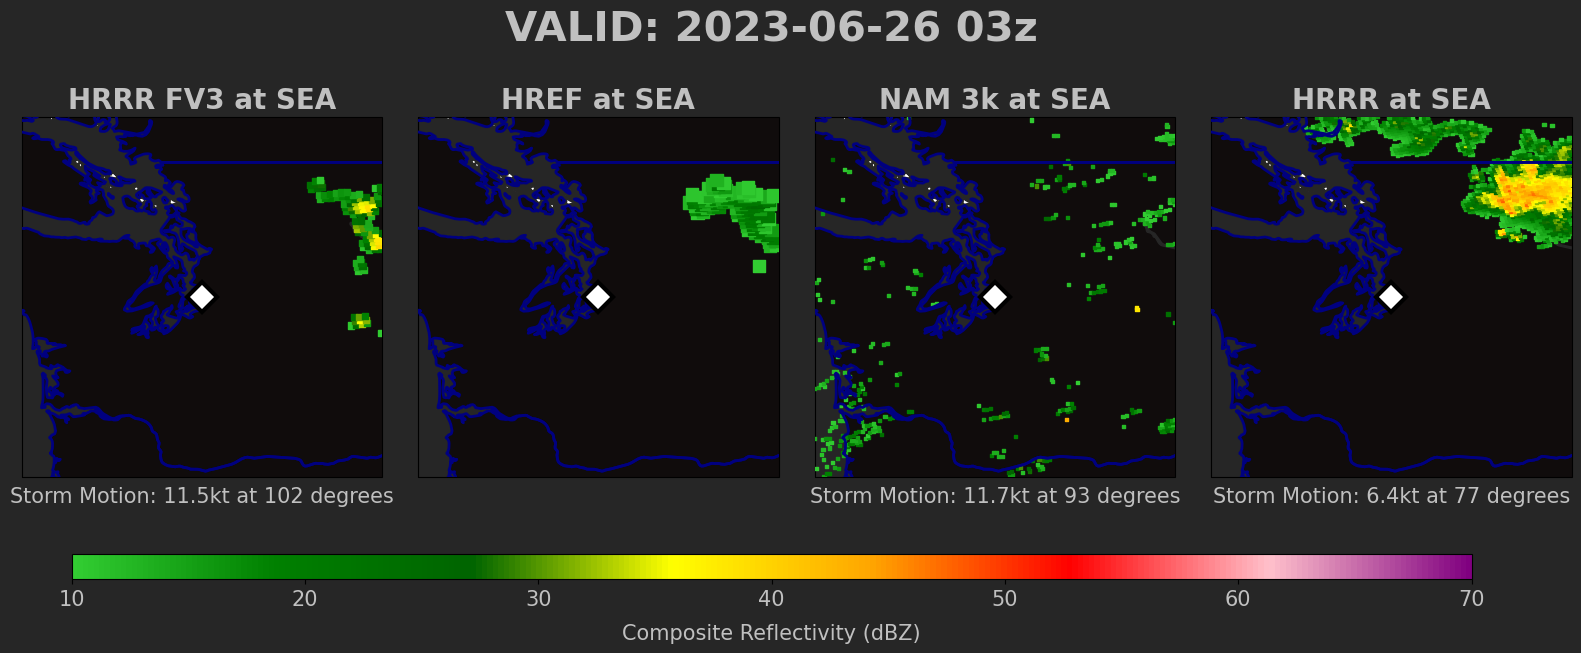 VALID: 2023-06-26 03z
HRRR FV3 at SEA
HREF at SEA
NAM 3k at SEA
HRRR at SEA
Storm Motion: 11.5kt at 102 degrees
Storm Motion: 11.7kt at 93 degrees
Storm Motion: 6.4kt at 77 degrees
10 20 30 40 50 60 70
Composite Reflectivity (dBZ)